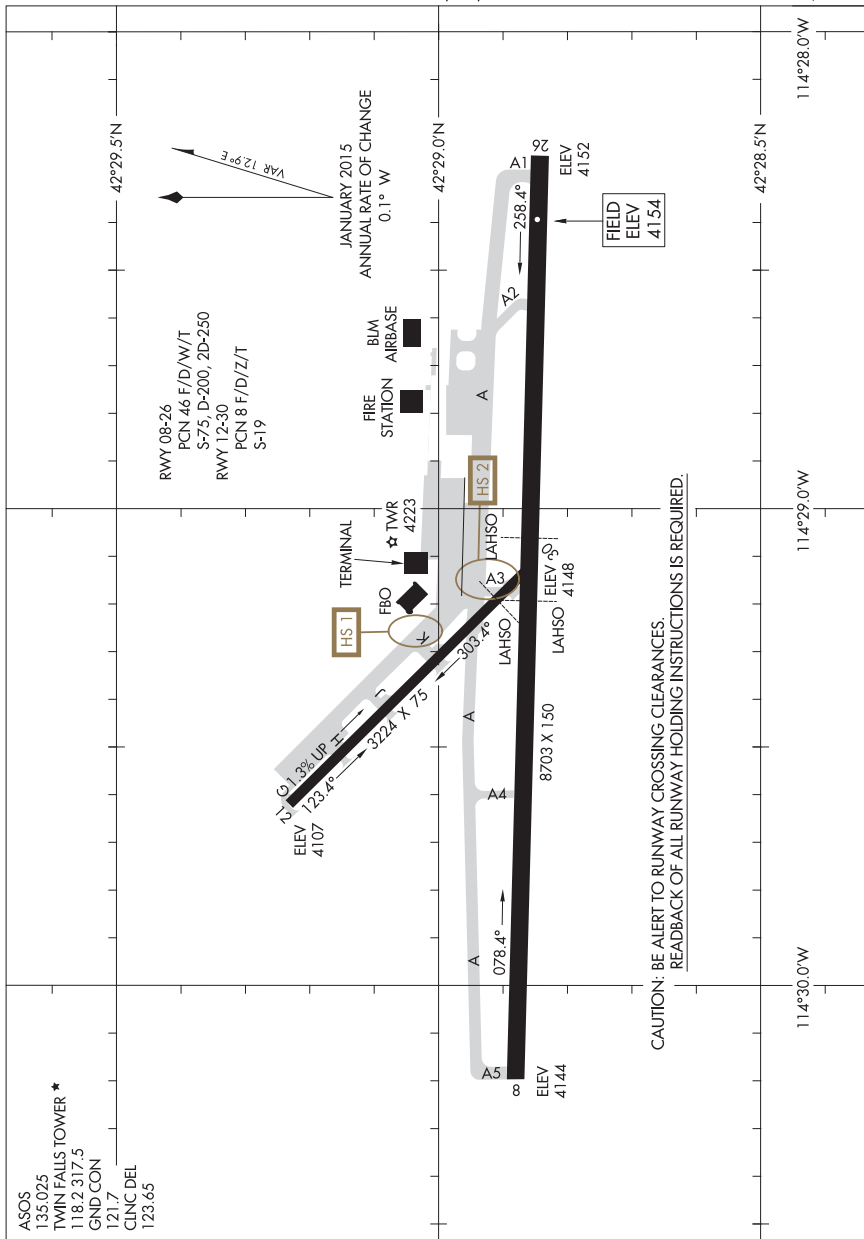 ASOS
135.025
TWIN FALLS TOWER ★
118.2 317.5
GND CON
121.7
CLNC DEL
123.65
RWY 08-26
PCN 46 F/D/W/T
S-75, D-200, 2D-250
RWY 12-30
PCN 8 F/D/Z/T
S-19
VAR 12.9° E
JANUARY 2015
ANNUAL RATE OF CHANGE
0.1° W
42°29.5'N
42°29.0'N
42°28.5'N
114°30.0'W
114°29.0'W
114°28.0'W
TERMINAL
TWR
4223
FBO
FIRE
STATION
BLM
AIRBASE
HS 1
HS 2
ELEV
4107
12
G
1.3% UP
H
J
K
123.4°
3224 X 75
303.4°
A
A
A
A1
A2
A3
A4
A5
LAHSO
LAHSO
LAHSO
30
ELEV
4148
8
ELEV
4144
078.4°
8703 X 150
258.4°
26
ELEV
4152
FIELD
ELEV
4154
CAUTION: BE ALERT TO RUNWAY CROSSING CLEARANCES.
READBACK OF ALL RUNWAY HOLDING INSTRUCTIONS IS REQUIRED.